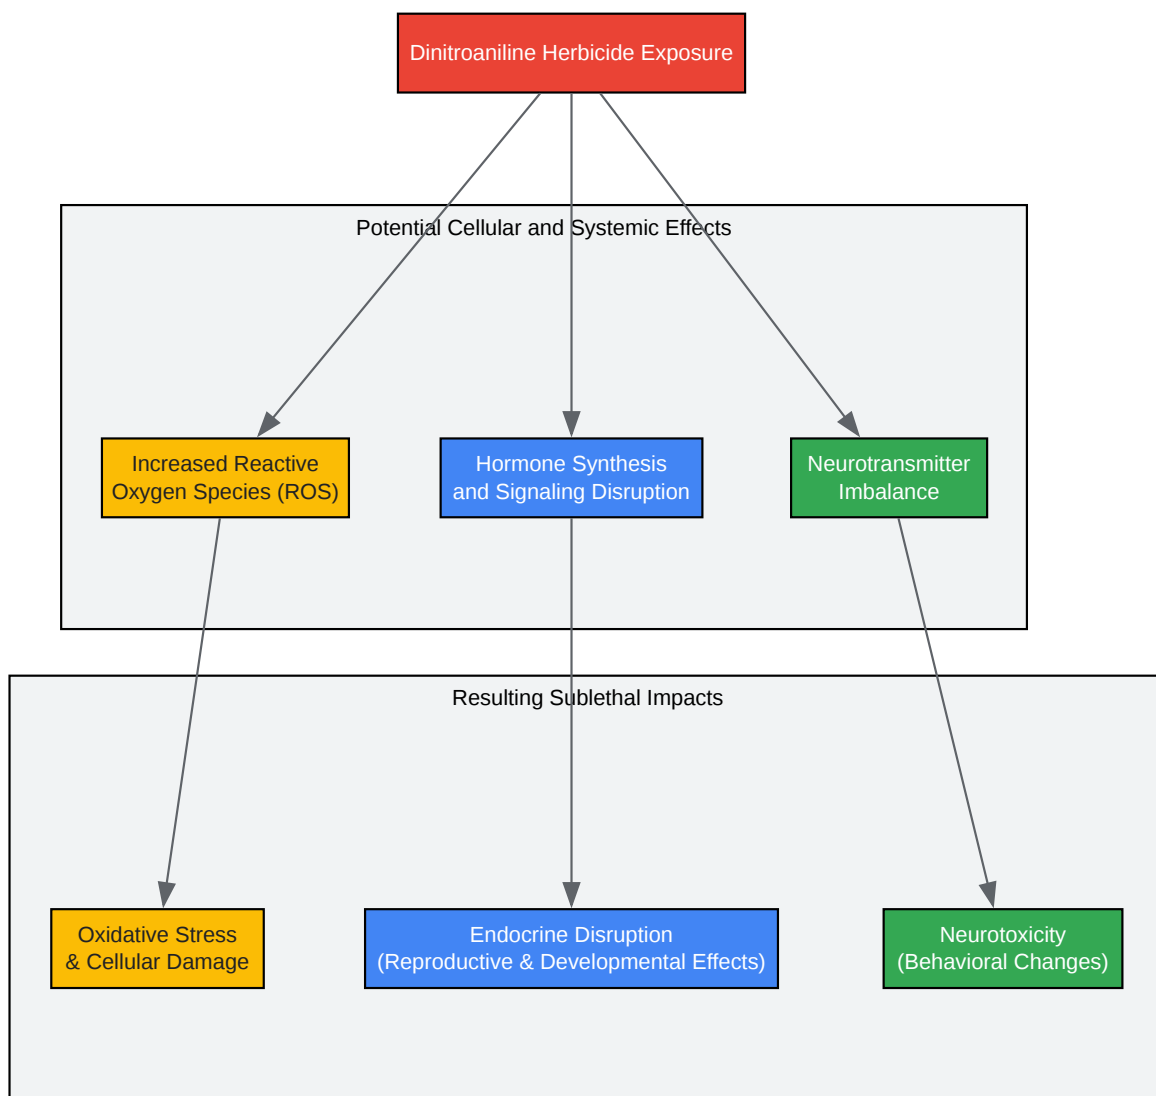 Dinitroaniline Herbicide Exposure
Potential Cellular and Systemic Effects
Increased Reactive
Oxygen Species (ROS)
Hormone Synthesis
and Signaling Disruption
Neurotransmitter
Imbalance
Resulting Sublethal Impacts
Oxidative Stress
& Cellular Damage
Endocrine Disruption
(Reproductive & Developmental Effects)
Neurotoxicity
(Behavioral Changes)